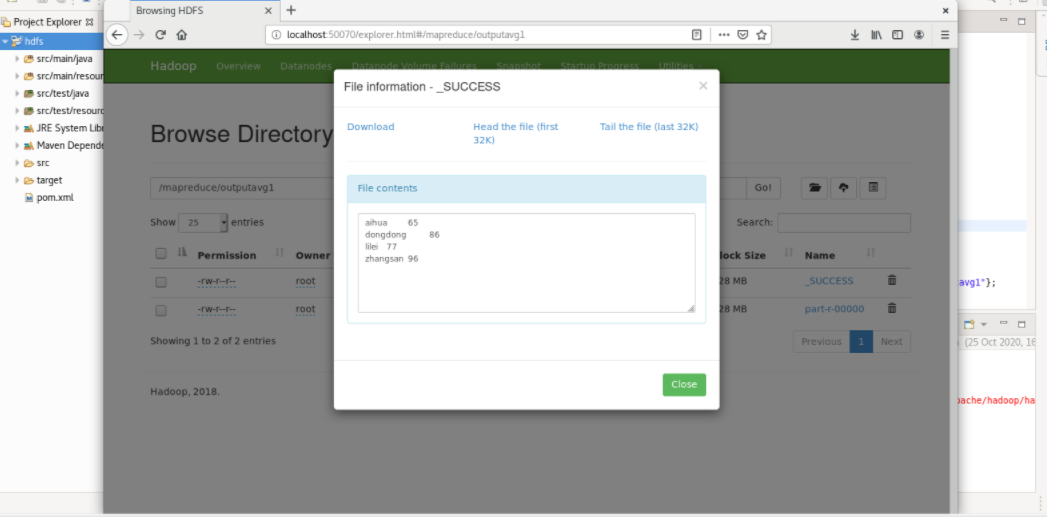 Browsing HDFS
Project Explorer
hdfs
localhost:50070/explorer.html#/mapreduce/outputavg1
src/main/java
src/main/resour
src/test/java
src/test/resourc
JRE System Libr
Maven Depende
src
target
pom.xml
Hadoop Overview Datanodes Datanode Volume Failures Snapshot Startup Progress Utilities
File information - _SUCCESS
×
Download Head the file (first 32K) Tail the file (last 32K)
Browse Directory
File contents
/mapreduce/outputavg1
Go!
Show 25 entries
Search:
aihua 65
dongdong 86
lilei 77
zhangsan 96
Permission Owner lock Size Name
-rw-r--r-- root 28 MB _SUCCESS
avg1"};
-rw-r--r-- root 28 MB part-r-00000
Showing 1 to 2 of 2 entries
Previous 1 Next
(25 Oct 2020, 16
Close
Hadoop, 2018.
pache/hadoop/ha